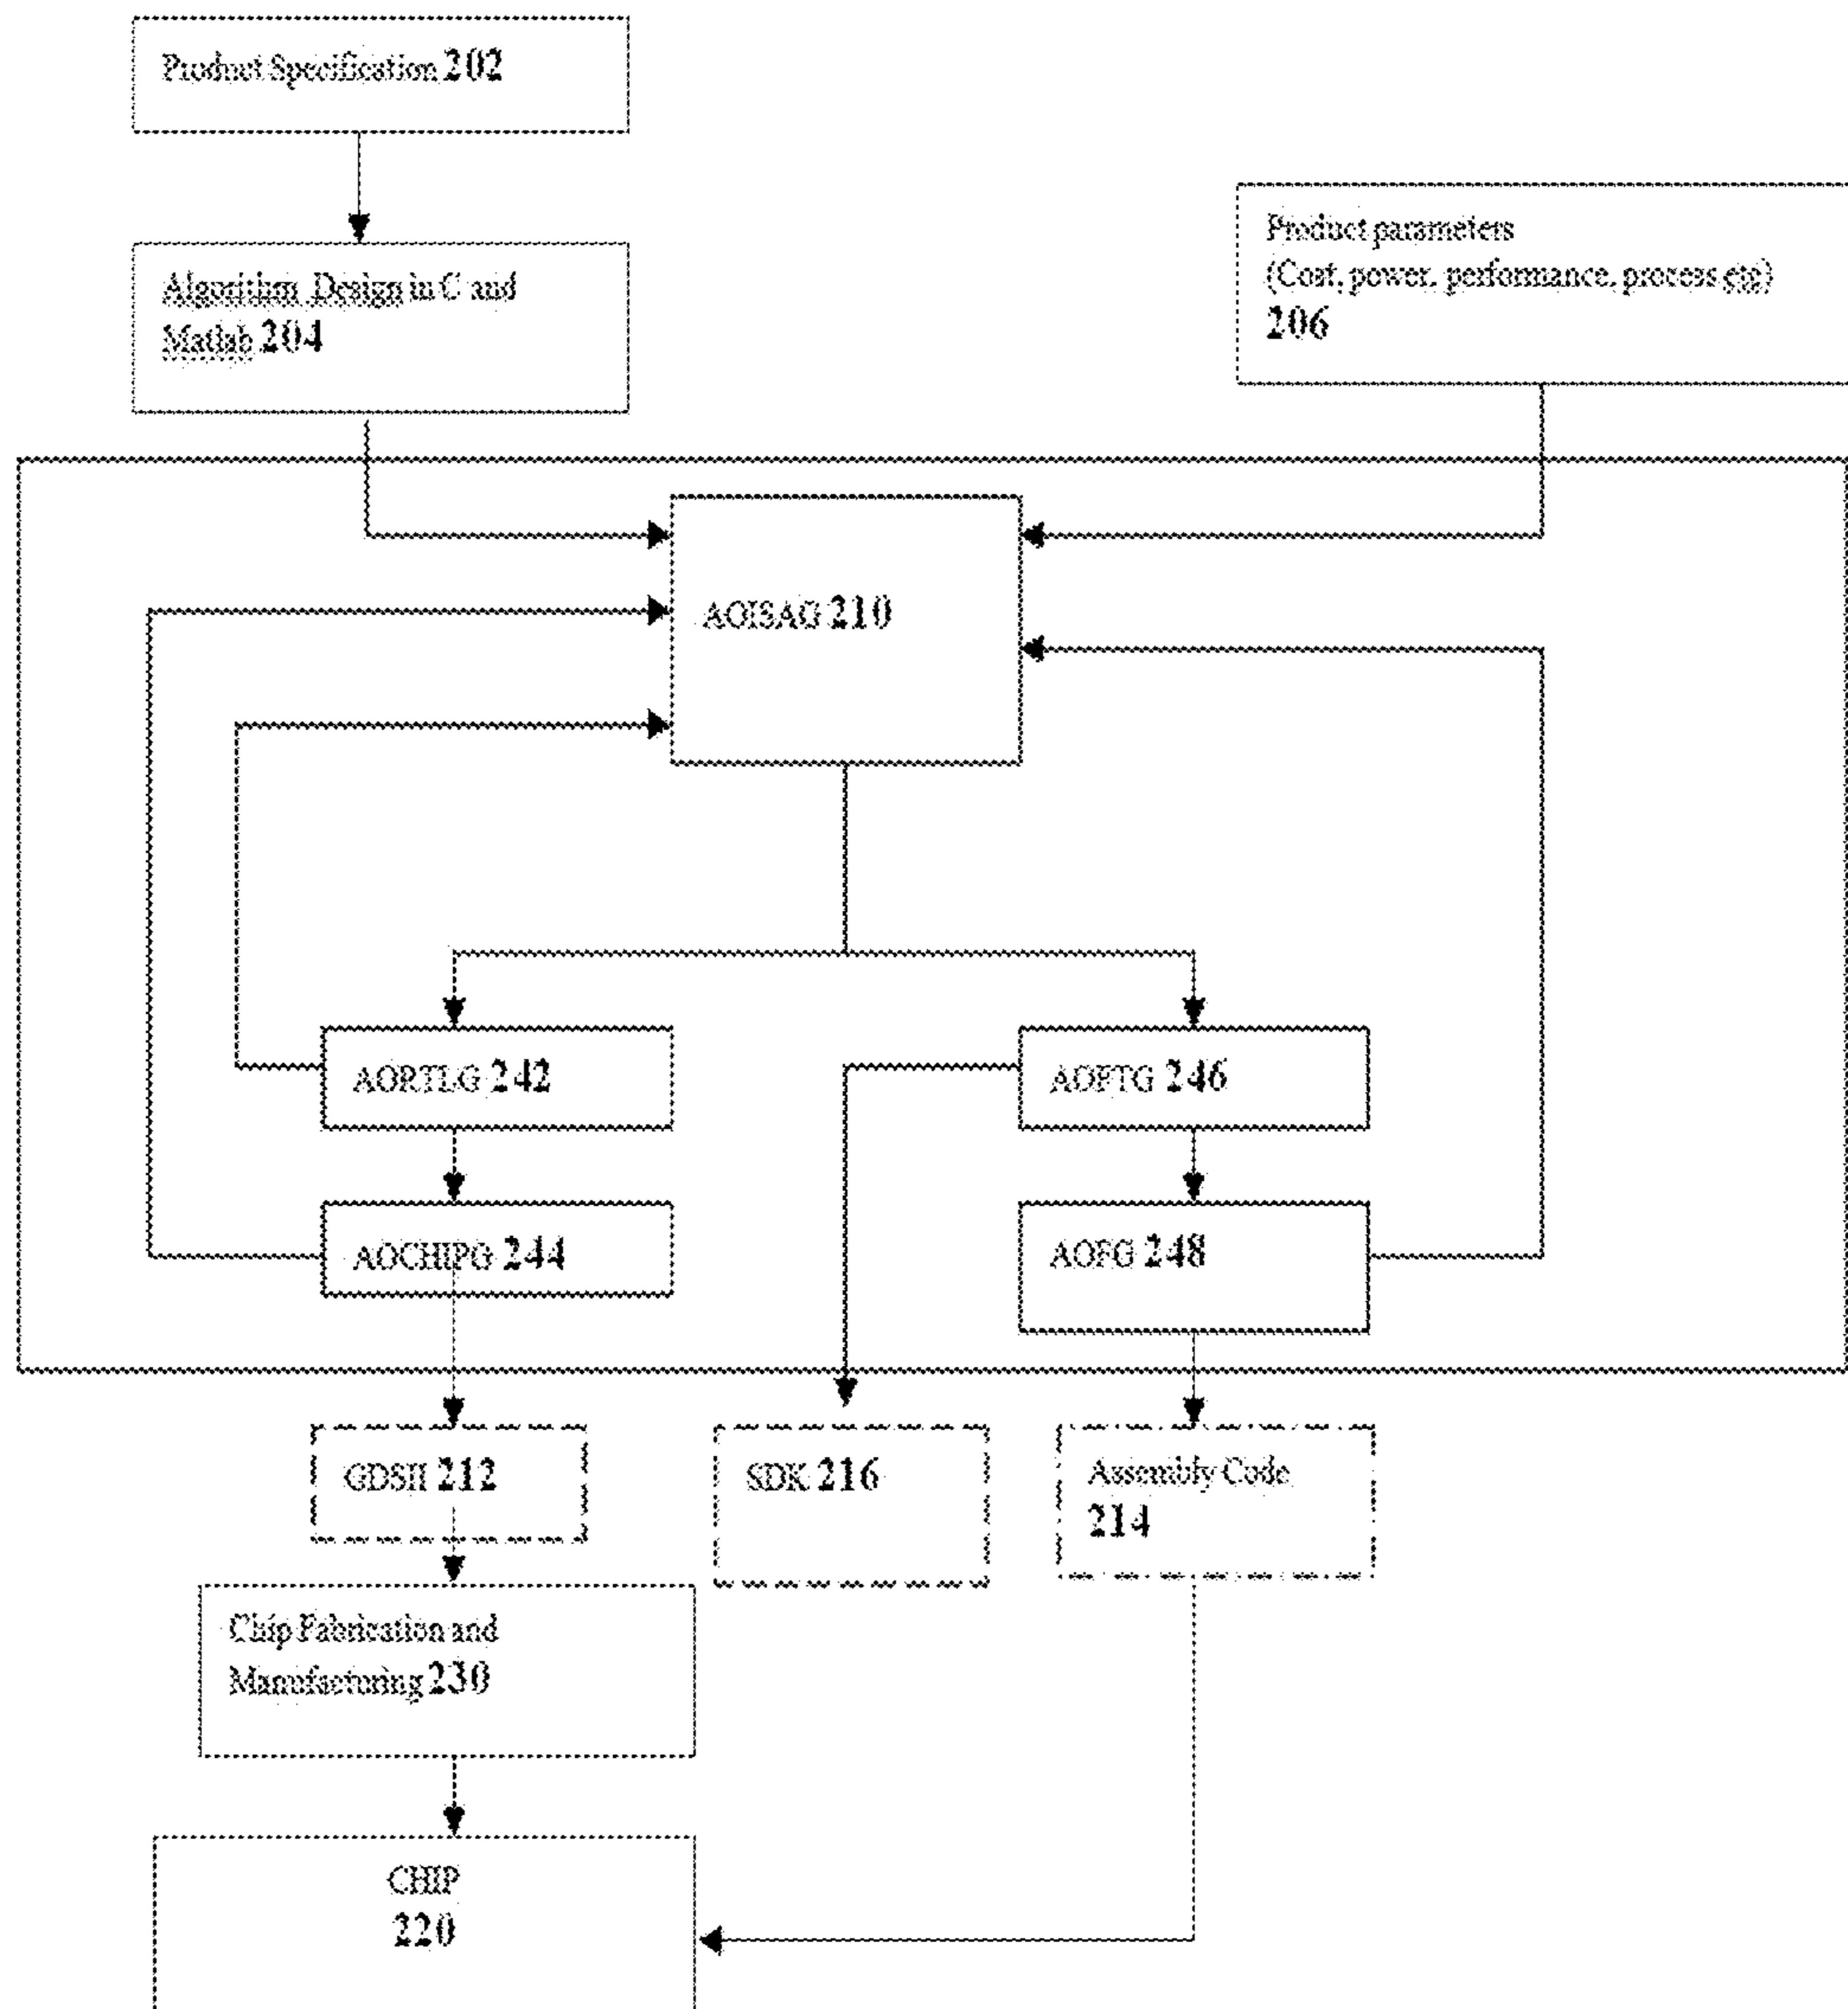 Product Specification 202
Product parameters
(Cost, power, performance, process etc)
206
Algorithm Design in C and
Matlab 204
AOISAG 210
AORTLG 242
AOFTG 246
AOCHIPG 244
AOFG 248
GDSII 212
SDK 216
Assembly Code
214
Chip Fabrication and
Manufacturing 230
CHIP
220